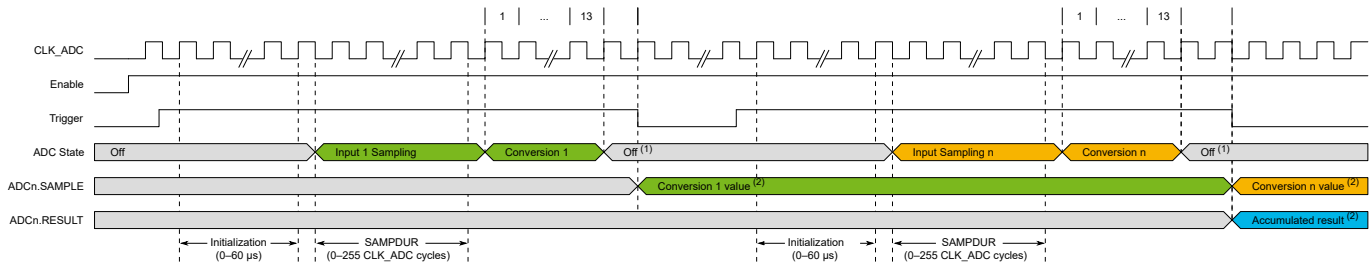 1 ... 13 1 ... 13
CLK_ADC
Enable
Trigger
ADC State Off Input 1 Sampling Conversion 1 Off (1) Input Sampling n Conversion n Off (1)
ADCn.SAMPLE Conversion 1 value (2) Conversion n value (2)
ADCn.RESULT Accumulated result (2)
Initialization SAMPDUR Initialization SAMPDUR
(0–60 µs) (0–255 CLK_ADC cycles) (0–60 µs) (0–255 CLK_ADC cycles)